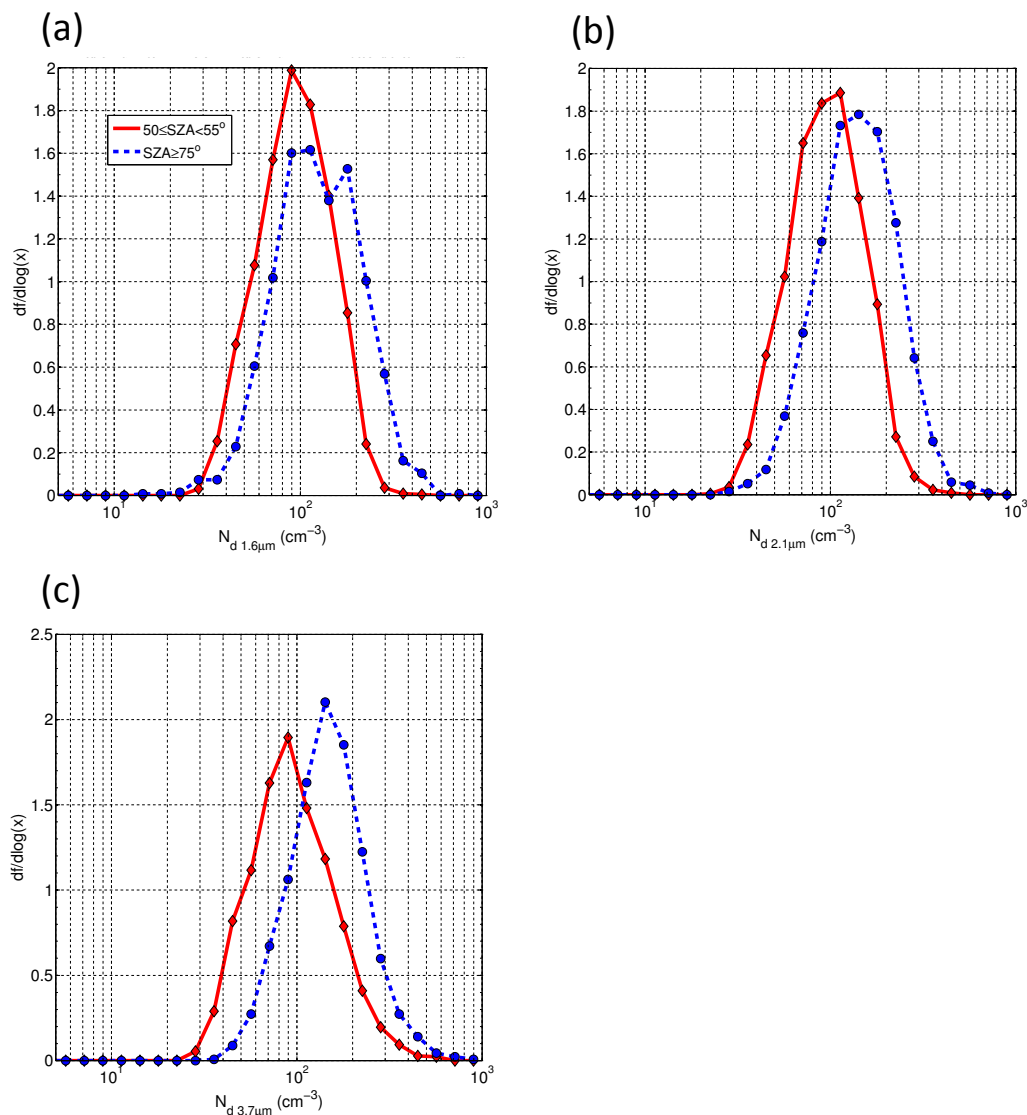 (a)
(b)
2
1.8
1.6
1.4
1.2
1
0.8
0.6
0.4
0.2
0
df/dlog(x)
50≤SZA<55°
SZA≥75°
10¹ 10² 10³
N_d 1.6μm (cm⁻³)
2
1.8
1.6
1.4
1.2
1
0.8
0.6
0.4
0.2
0
df/dlog(x)
10¹ 10² 10³
N_d 2.1μm (cm⁻³)
(c)
2.5
2
1.5
1
0.5
0
df/dlog(x)
10¹ 10² 10³
N_d 3.7μm (cm⁻³)